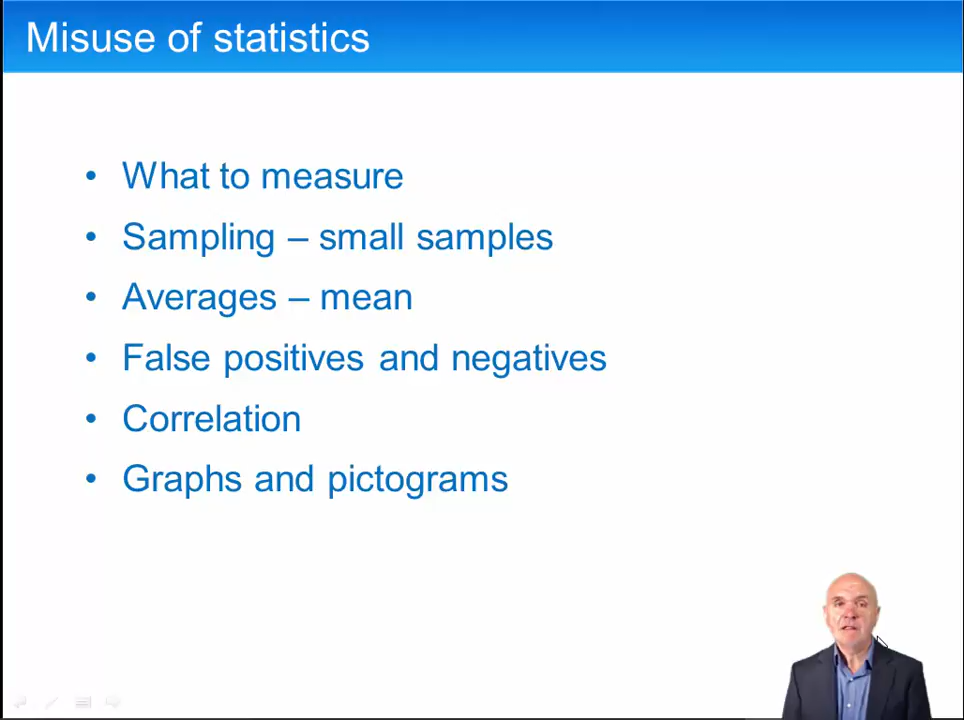 Misuse of statistics
• What to measure
• Sampling – small samples
• Averages – mean
• False positives and negatives
• Correlation
• Graphs and pictograms